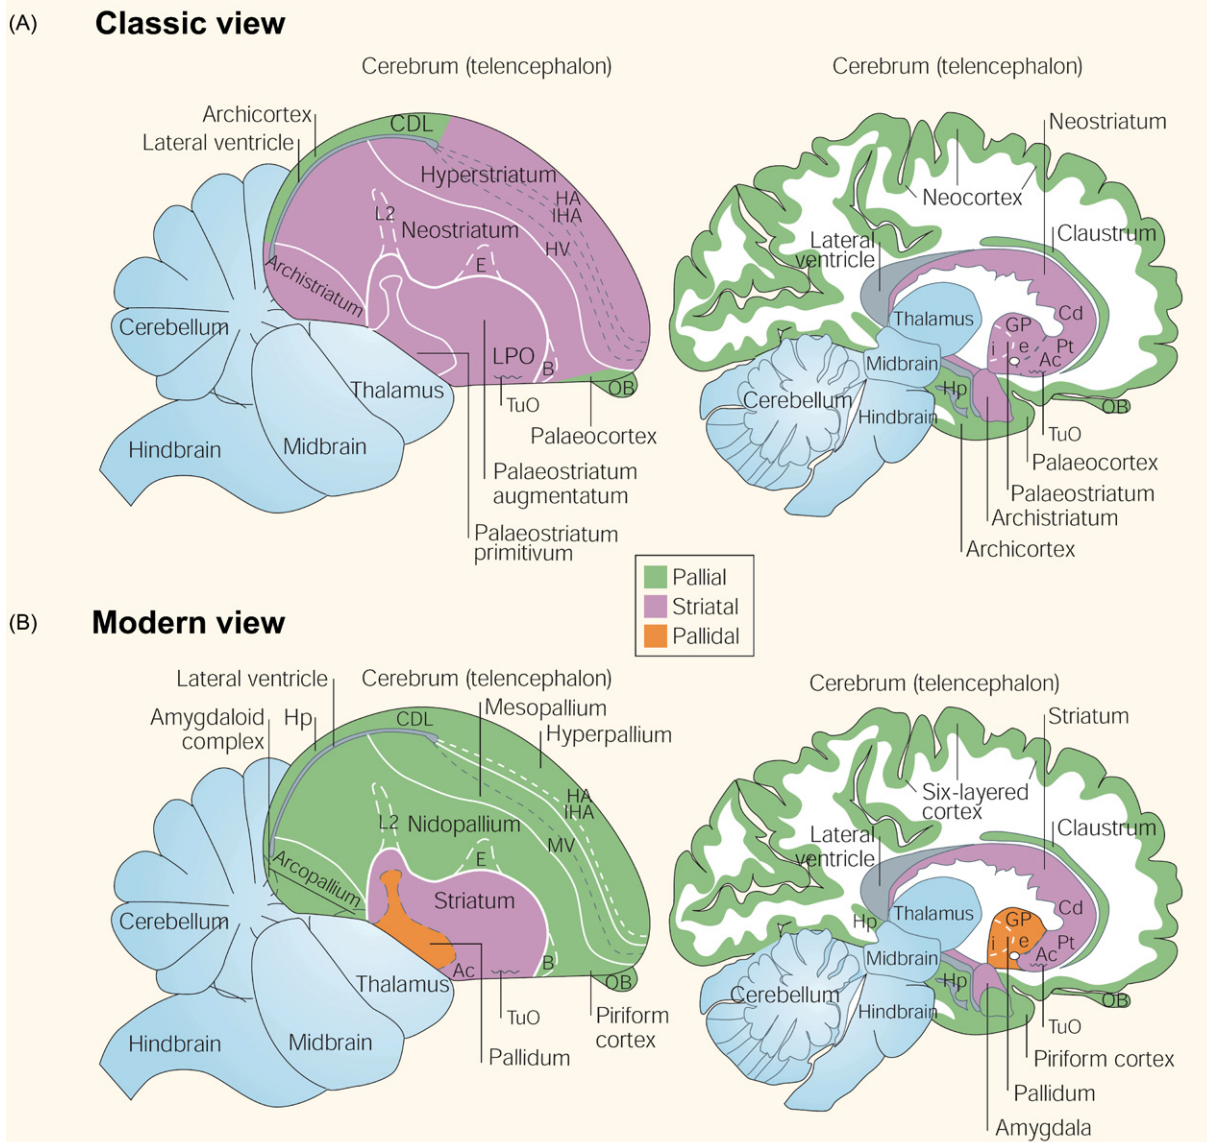 (A) Classic view
Cerebrum (telencephalon)
Archicortex
CDL
Lateral ventricle
Hyperstriatum
HA
IHA
L2
Neostriatum
HV
E
Archistriatum
Cerebellum
LPO
B
Thalamus
OB
TuO
Palaeocortex
Hindbrain
Midbrain
Palaeostriatum
augmentatum
Palaeostriatum
primitivum
Cerebrum (telencephalon)
Neostriatum
Neocortex
Claustrum
Lateral
ventricle
Thalamus
GP
Cd
i
e
Pt
Ac
Midbrain
Hp
Cerebellum
Hindbrain
OB
TuO
Palaeocortex
Palaeostriatum
Archistriatum
Archicortex
Pallial
Striatal
Pallidal
(B) Modern view
Lateral ventricle
Cerebrum (telencephalon)
Amygdaloid
complex
Hp
CDL
Mesopallium
Hyperpallium
HA
IHA
L2
Nidopallium
MV
E
Arcopallium
Striatum
Cerebellum
Ac
B
Thalamus
OB
TuO
Piriform
cortex
Hindbrain
Midbrain
Pallidum
Cerebrum (telencephalon)
Striatum
Six-layered
cortex
Claustrum
Lateral
ventricle
Hp
Thalamus
GP
Cd
i
e
Pt
Ac
Midbrain
Hp
Cerebellum
Hindbrain
OB
TuO
Piriform cortex
Pallidum
Amygdala